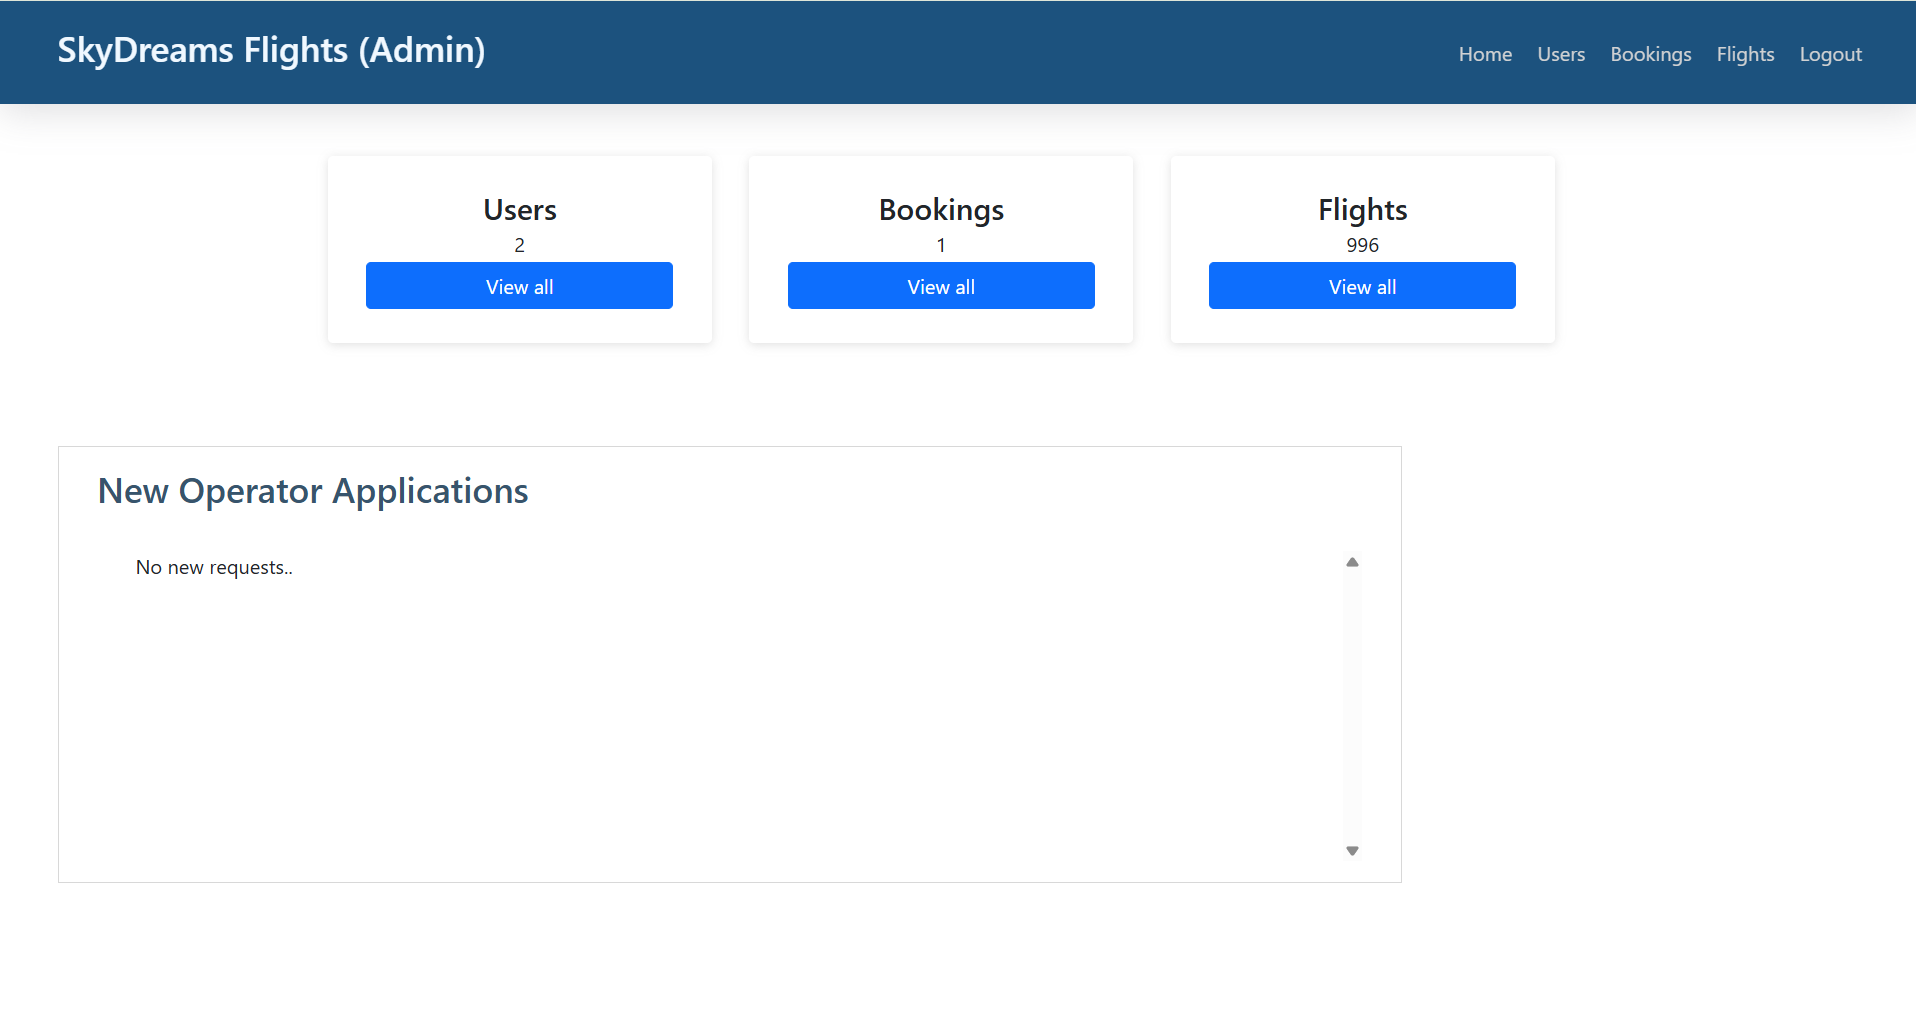 SkyDreams Flights (Admin)
Home Users Bookings Flights Logout
Users
2
View all
Bookings
1
View all
Flights
996
View all
New Operator Applications
No new requests..